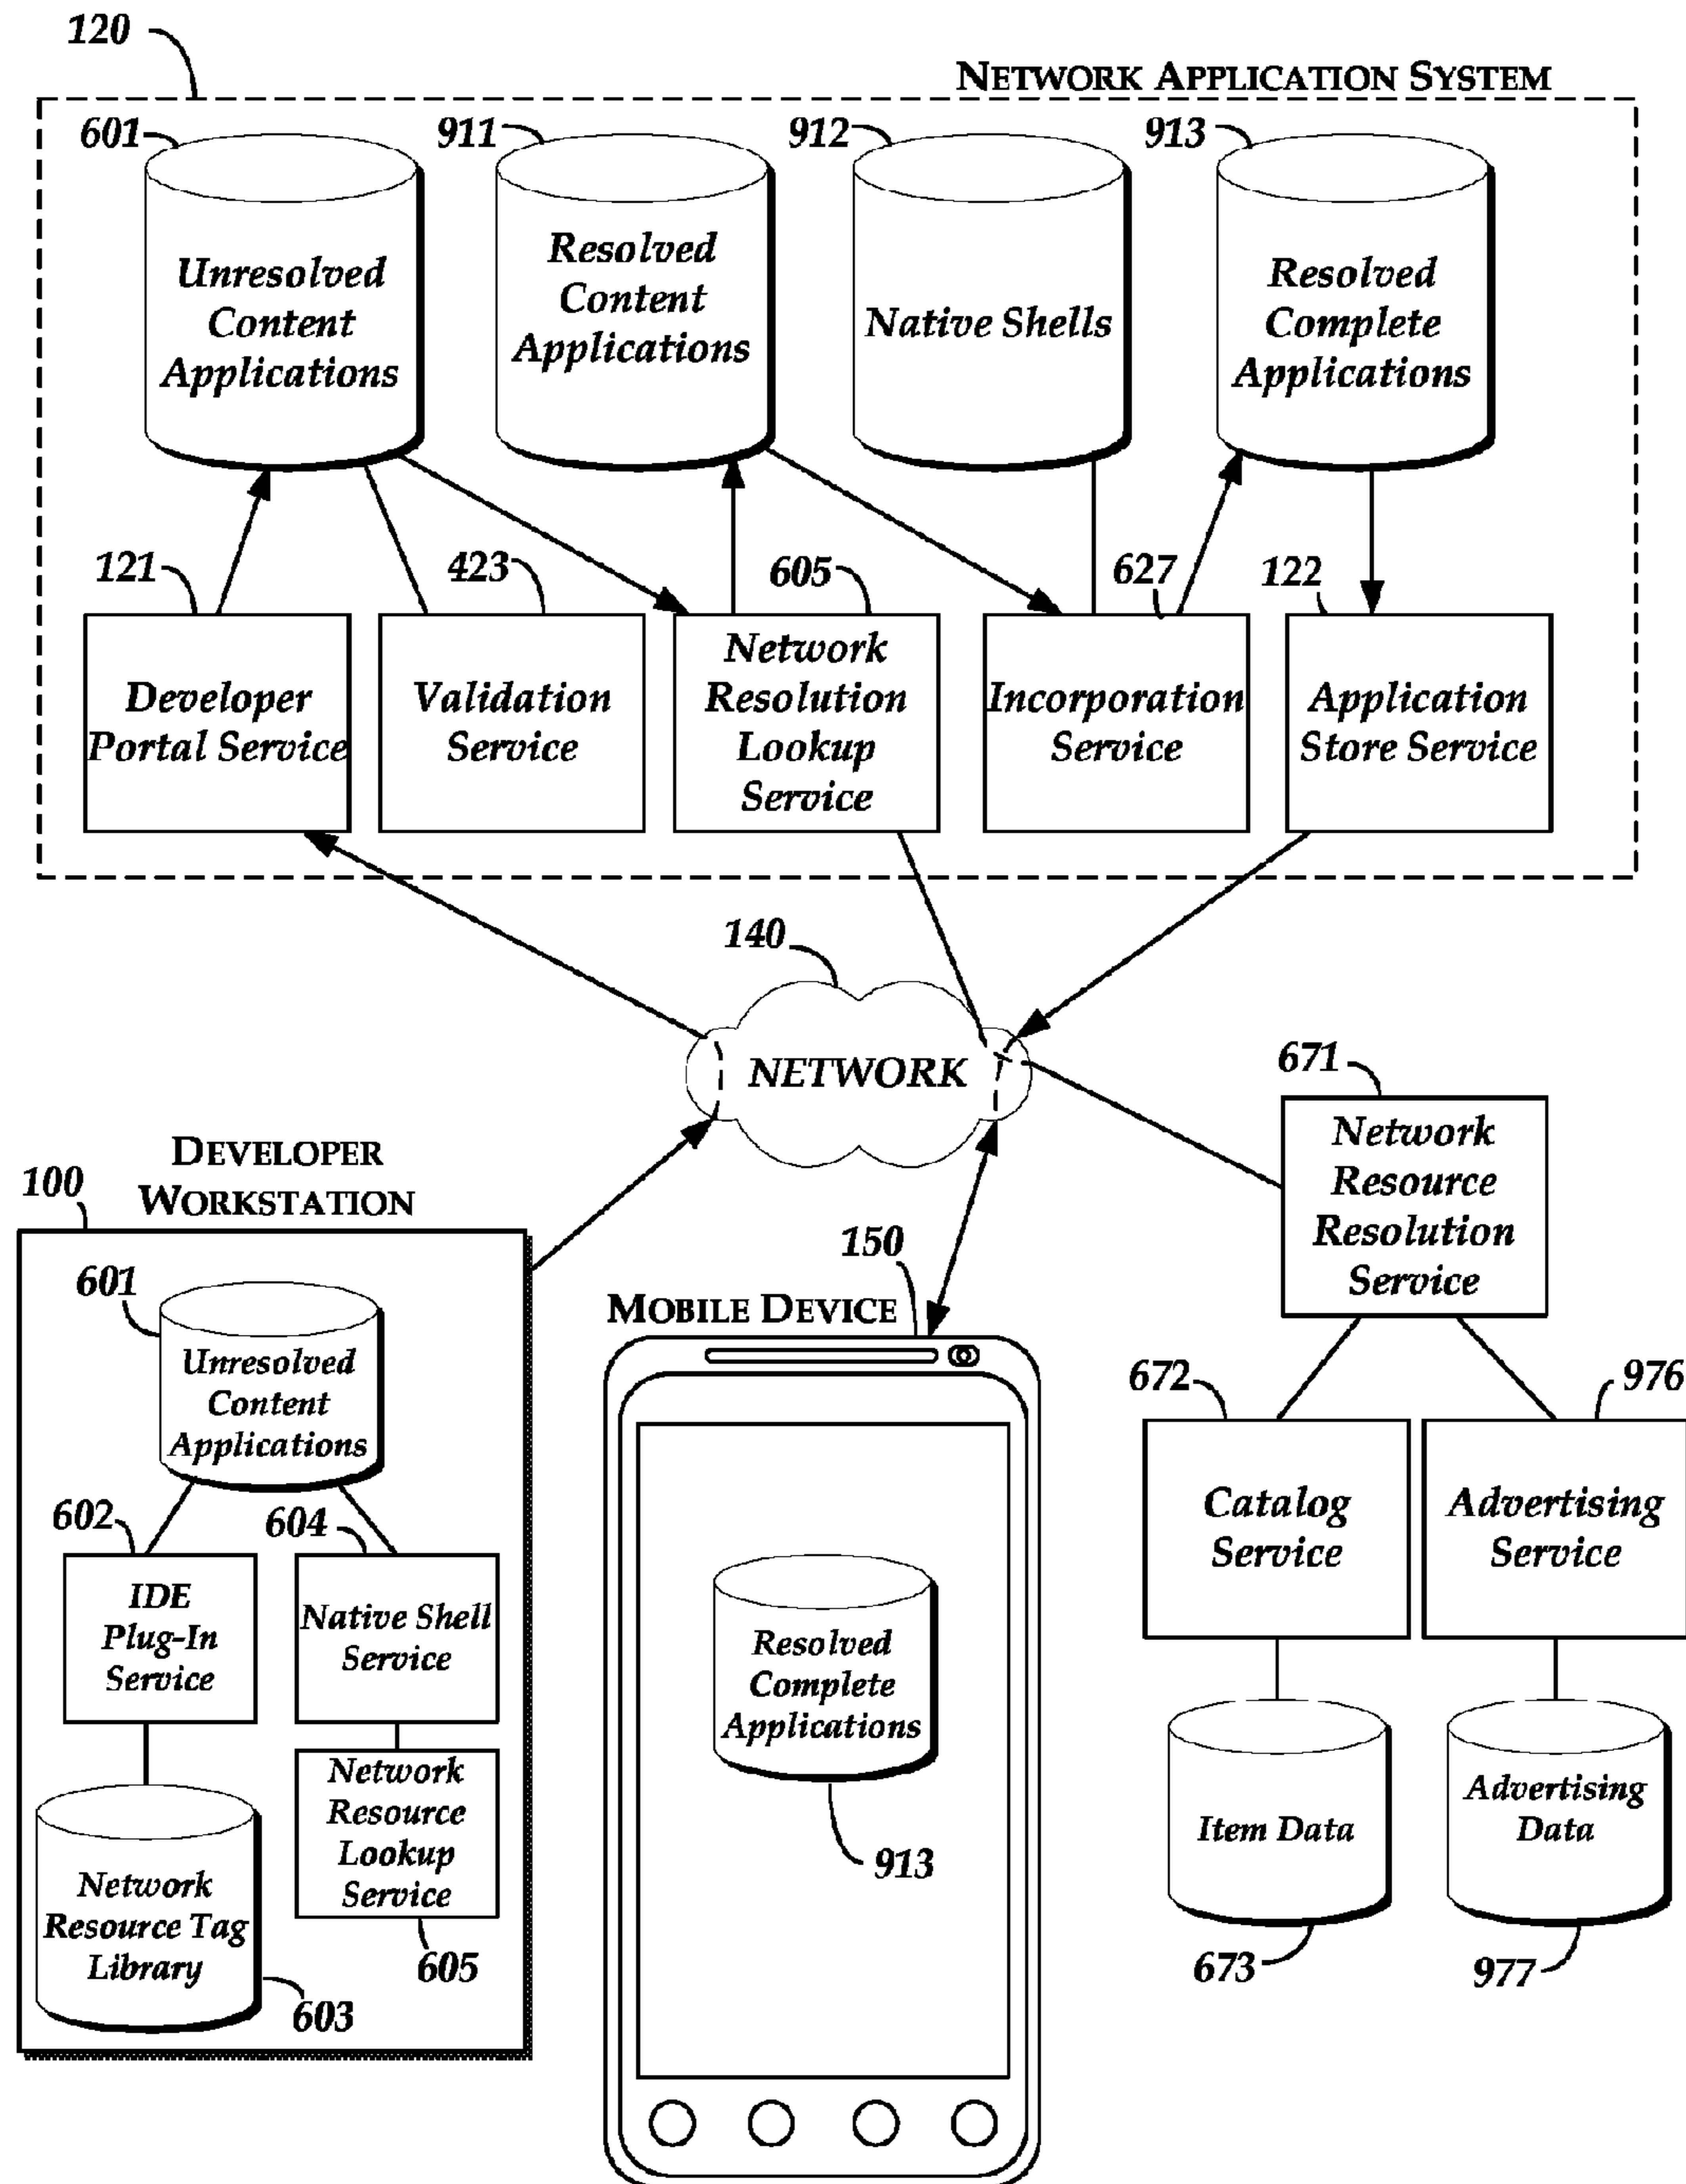 120
NETWORK APPLICATION SYSTEM
601
911
912
913
Unresolved
Content
Applications
Resolved
Content
Applications
Native Shells
Resolved
Complete
Applications
121
423
605
627
122
Developer
Portal Service
Validation
Service
Network
Resolution
Lookup
Service
Incorporation
Service
Application
Store Service
140
NETWORK
671
Network
Resource
Resolution
Service
DEVELOPER
WORKSTATION
100
601
Unresolved
Content
Applications
602
604
IDE
Plug-In
Service
Native Shell
Service
Network
Resource
Lookup
Service
605
Network
Resource Tag
Library
603
150
MOBILE DEVICE
Resolved
Complete
Applications
913
672
976
Catalog
Service
Advertising
Service
Item Data
Advertising
Data
673
977